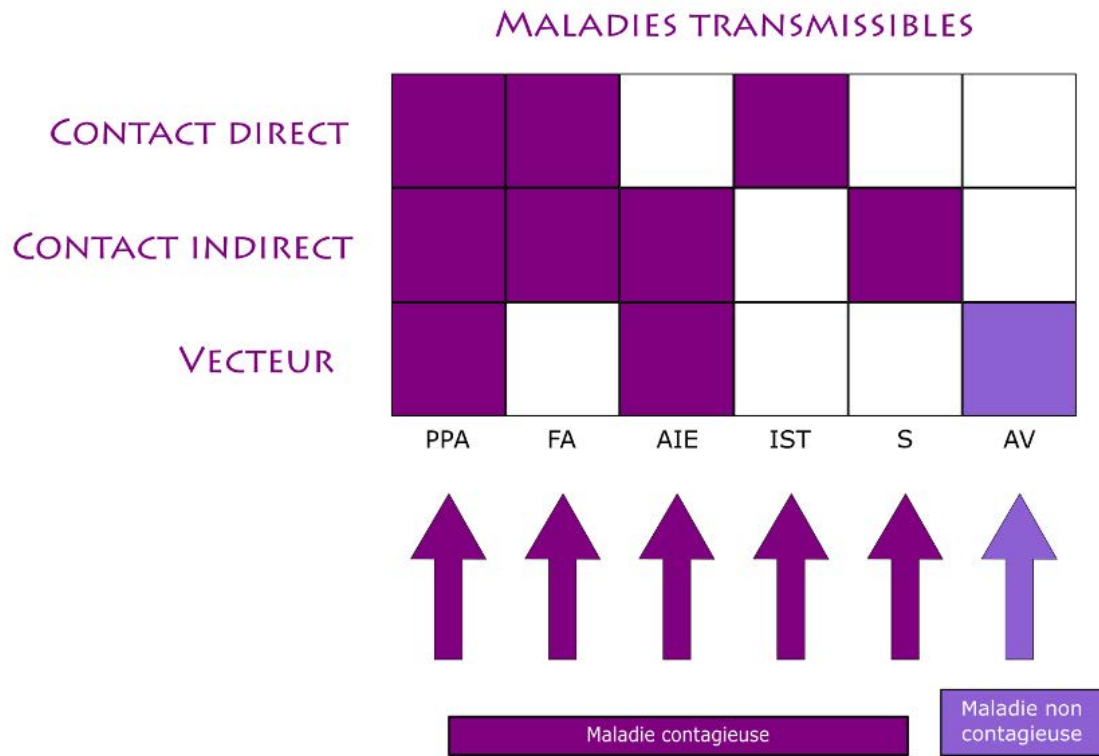 MALADIES TRANSMISSIBLES
CONTACT DIRECT
CONTACT INDIRECT
VECTEUR
PPA FA AIE IST S AV
Maladie contagieuse
Maladie non
contagieuse